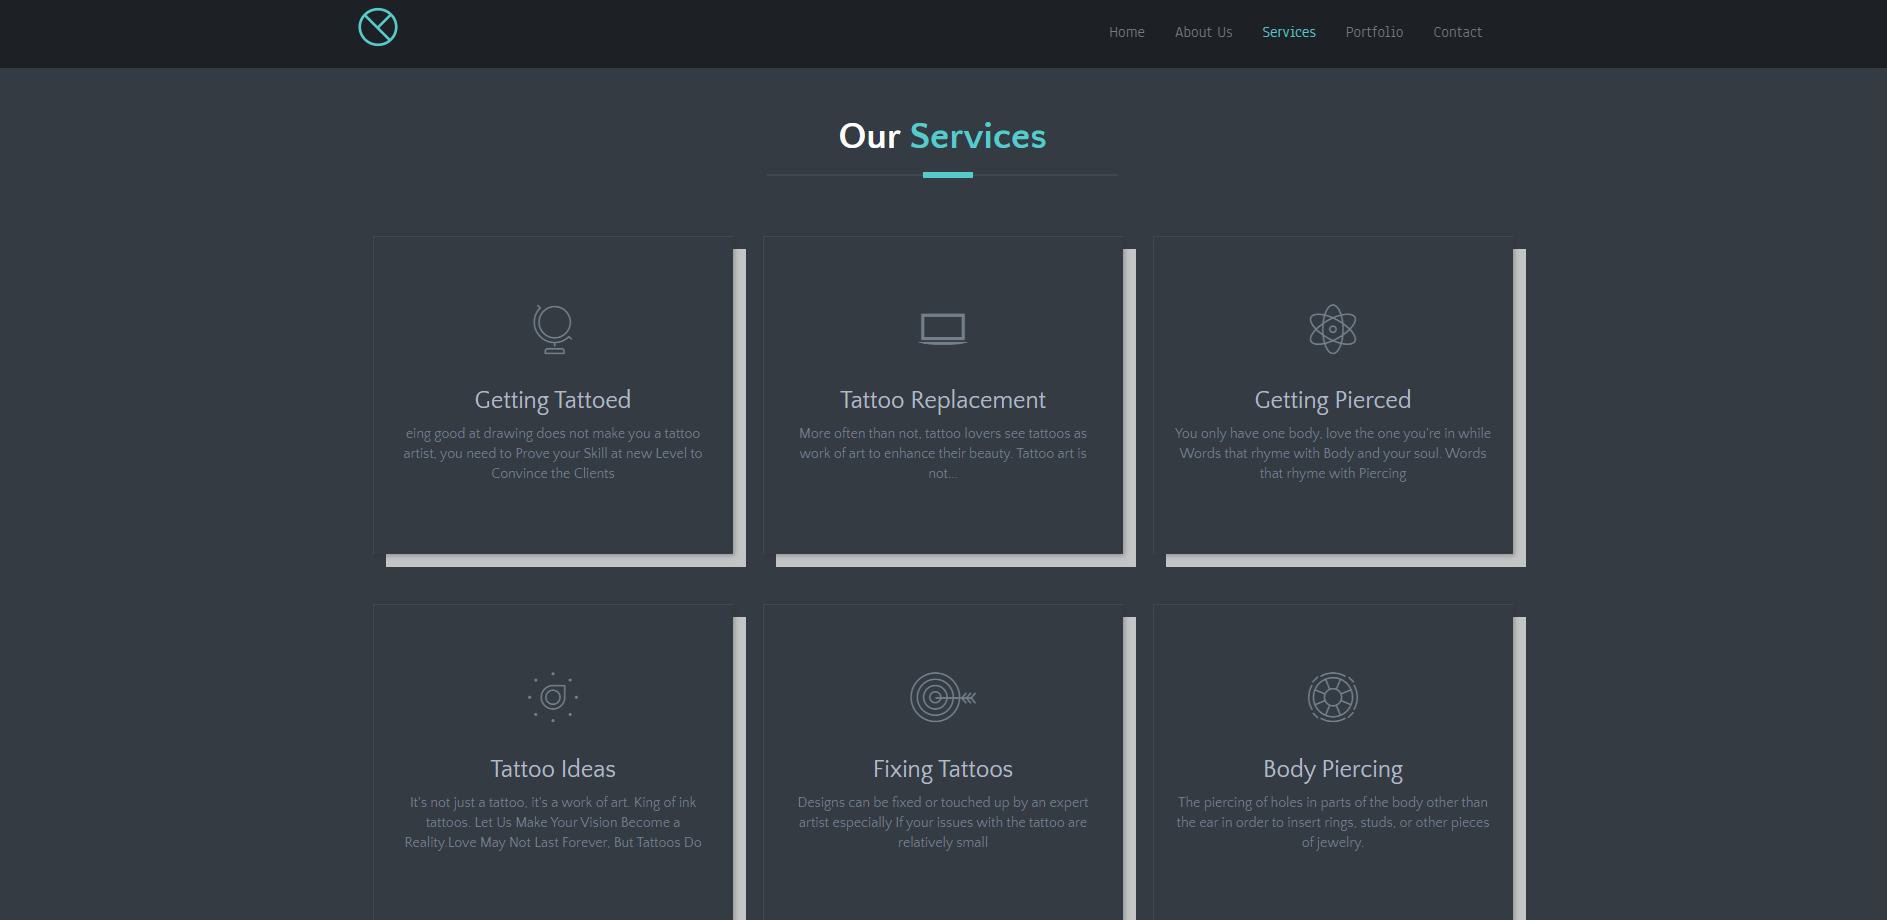 Home About Us Services Portfolio Contact
Our Services
Getting Tattoed
eing good at drawing does not make you a tattoo
artist, you need to Prove your Skill at new Level to
Convince the Clients
Tattoo Replacement
More often than not, tattoo lovers see tattoos as
work of art to enhance their beauty. Tattoo art is
not...
Getting Pierced
You only have one body, love the one you're in while
Words that rhyme with Body and your soul. Words
that rhyme with Piercing
Tattoo Ideas
It's not just a tattoo, it's a work of art. King of ink
tattoos. Let Us Make Your Vision Become a
Reality.Love May Not Last Forever, But Tattoos Do
Fixing Tattoos
Designs can be fixed or touched up by an expert
artist especially If your issues with the tattoo are
relatively small
Body Piercing
The piercing of holes in parts of the body other than
the ear in order to insert rings, studs, or other pieces
of jewelry.